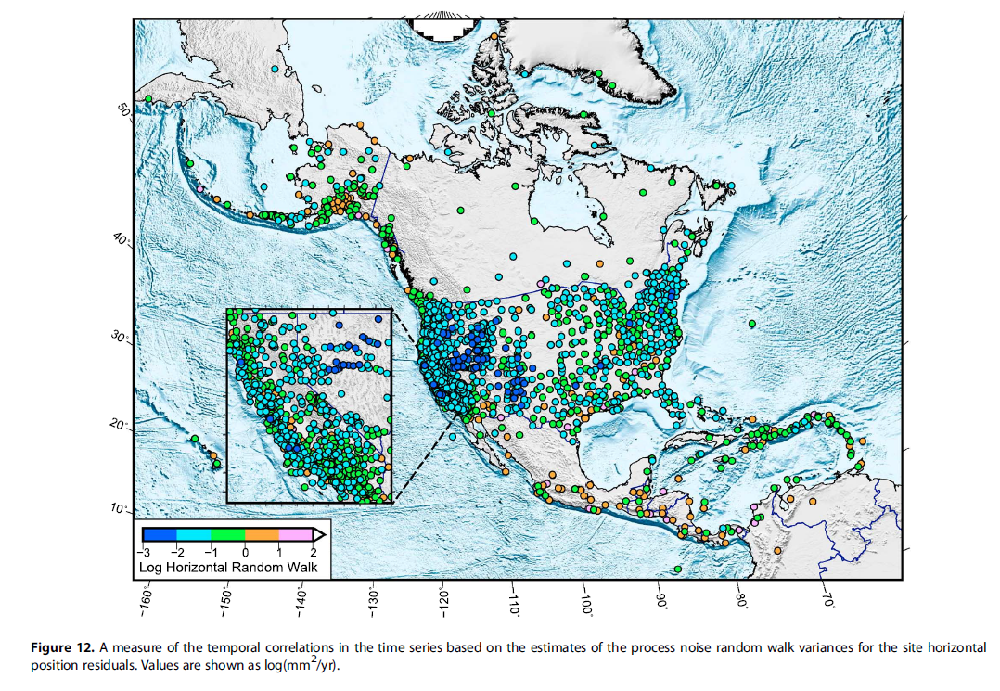 50°
40°
30°
20°
10°
−3 −2 −1 0 1 2
Log Horizontal Random Walk
−160° −150° −140° −130° −120° −110° −100° −90° −80° −70°
Figure 12. A measure of the temporal correlations in the time series based on the estimates of the process noise random walk variances for the site horizontal
position residuals. Values are shown as log(mm²/yr).